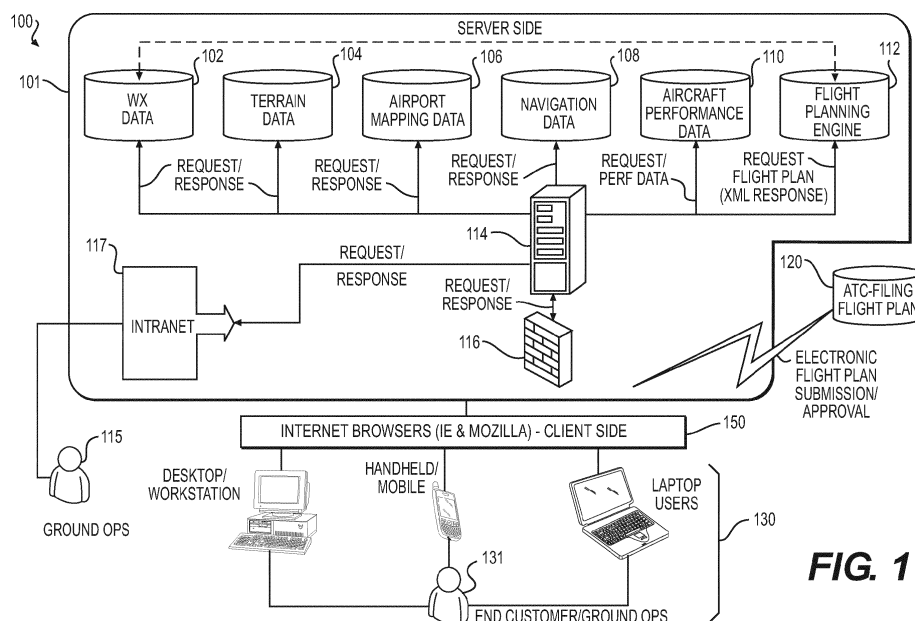 100
SERVER SIDE
101
102
104
106
108
110
112
WX
DATA
TERRAIN
DATA
AIRPORT
MAPPING DATA
NAVIGATION
DATA
AIRCRAFT
PERFORMANCE
DATA
FLIGHT
PLANNING
ENGINE
REQUEST/
RESPONSE
REQUEST/
RESPONSE
REQUEST/
RESPONSE
REQUEST/
PERF DATA
REQUEST
FLIGHT PLAN
(XML RESPONSE)
114
117
REQUEST/
RESPONSE
INTRANET
REQUEST/
RESPONSE
116
120
ATC-FILING
FLIGHT PLAN
ELECTRONIC
FLIGHT PLAN
SUBMISSION/
APPROVAL
INTERNET BROWSERS (IE & MOZILLA) - CLIENT SIDE
150
115
GROUND OPS
DESKTOP/
WORKSTATION
HANDHELD/
MOBILE
LAPTOP
USERS
130
131
END CUSTOMER/GROUND OPS
FIG. 1